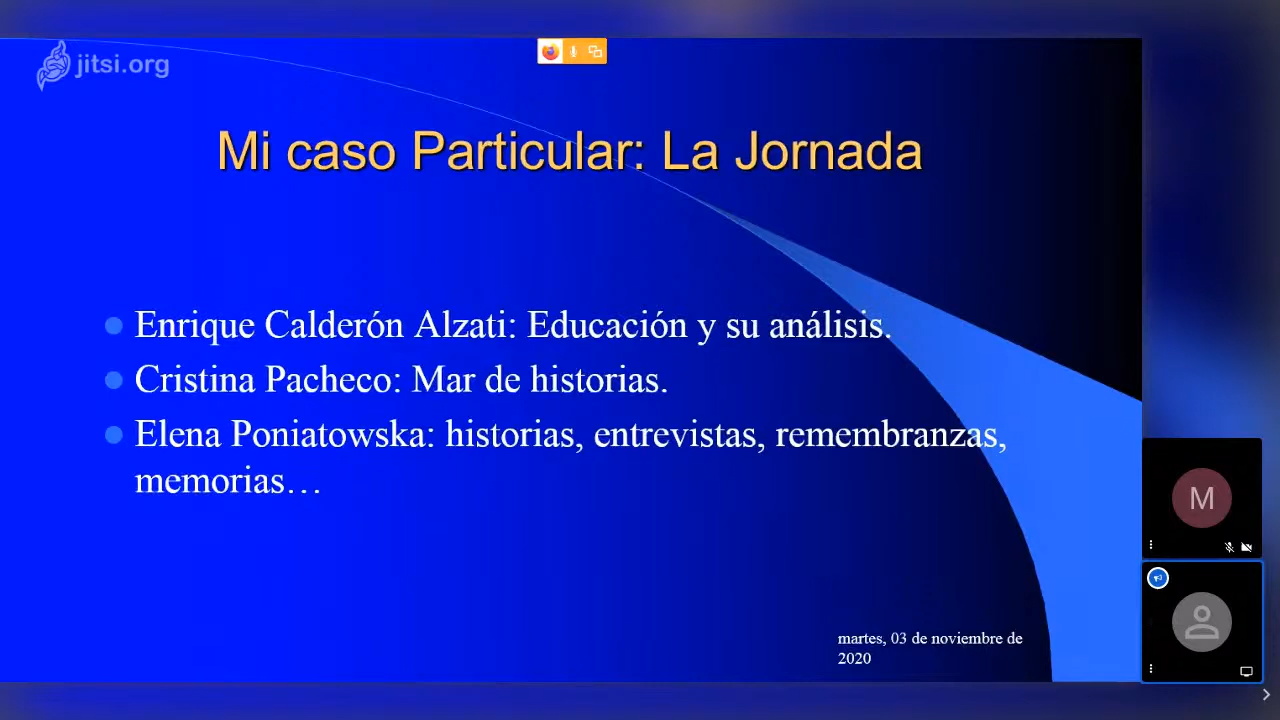 jitsi.org
Mi caso Particular: La Jornada
Enrique Calderón Alzati: Educación y su análisis.
Cristina Pacheco: Mar de historias.
Elena Poniatowska: historias, entrevistas, remembranzas,
memorias…
M
martes, 03 de noviembre de
2020